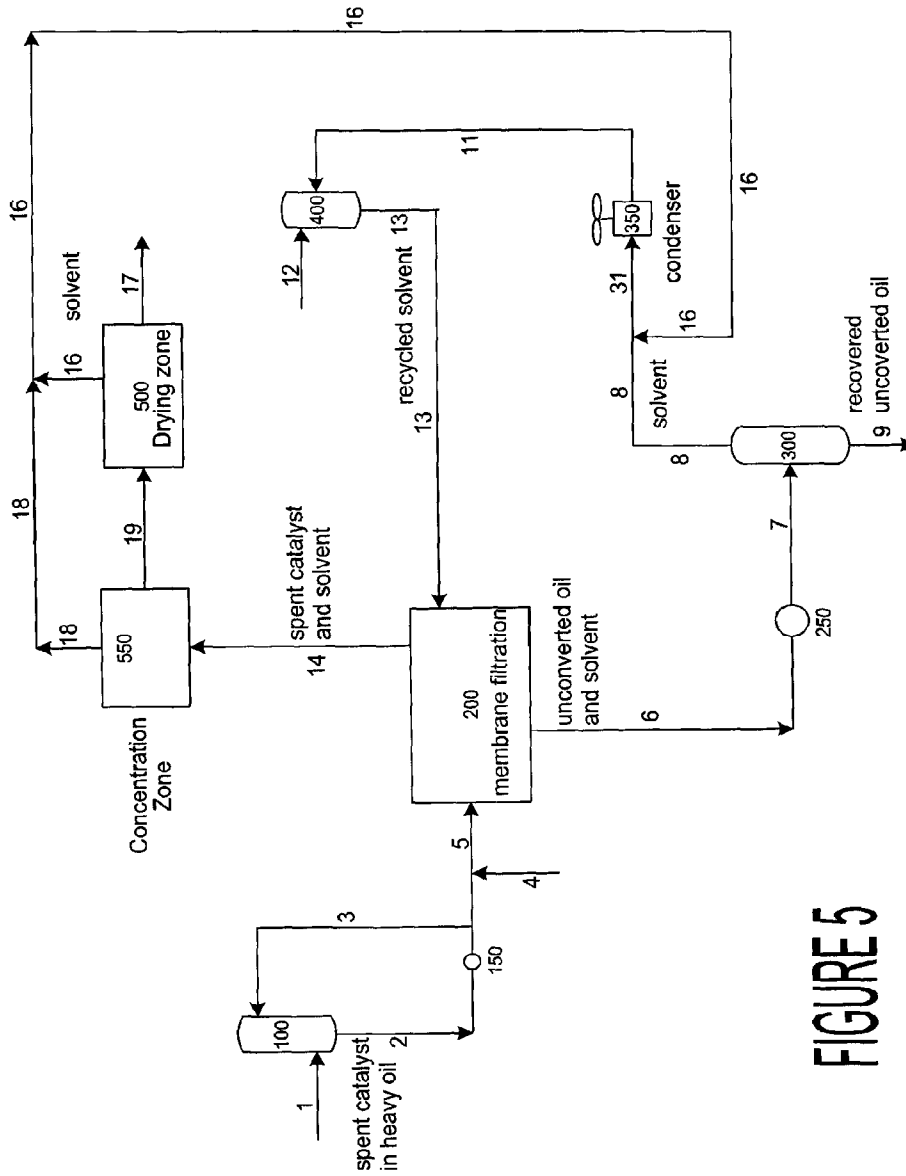 16
16
18
16
solvent
17
500
Drying zone
19
18
550
Concentration
Zone
400
12
13
11
recycled solvent
13
350
condenser
31
16
16
8
solvent
8
300
9
recovered
uncoverted oil
7
250
spent catalyst
and solvent
14
200
membrane filtration
unconverted oil
and solvent
6
5
4
3
150
100
2
1
spent catalyst
in heavy oil
FIGURE 5